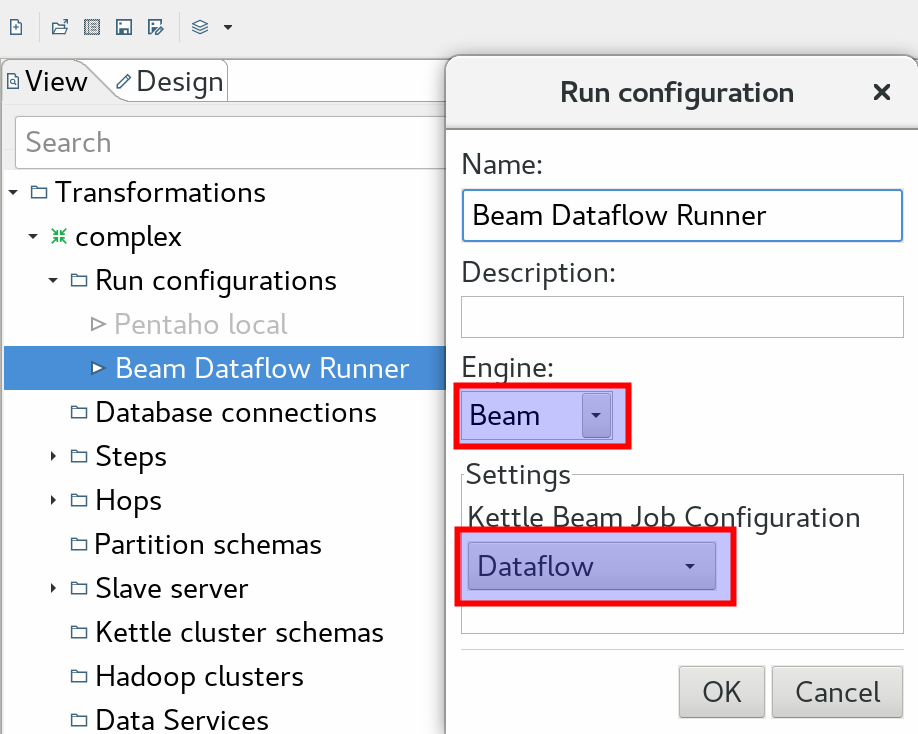 View
Design
Search
Transformations
complex
Run configurations
Pentaho local
Beam Dataflow Runner
Database connections
Steps
Hops
Partition schemas
Slave server
Kettle cluster schemas
Hadoop clusters
Data Services
Run configuration
Name:
Beam Dataflow Runner
Description:
Engine:
Beam
Settings
Kettle Beam Job Configuration
Dataflow
OK
Cancel